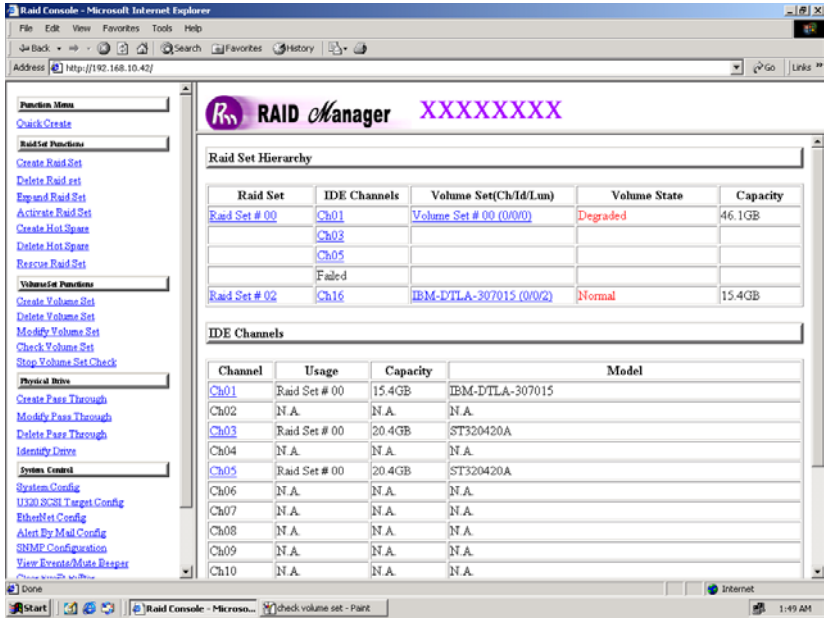 Raid Console - Microsoft Internet Explorer
File Edit View Favorites Tools Help
Back Search Favorites History
Address http://192.168.10.42/ Go Links »
Function Menu
Quick Create
Raid Set Functions
Create Raid Set
Delete Raid set
Expand Raid Set
Activate Raid Set
Create Hot Spare
Delete Hot Spare
Rescue Raid Set
Volume Set Functions
Create Volume Set
Delete Volume Set
Modify Volume Set
Check Volume Set
Stop Volume Set Check
Physical Drive
Create Pass Through
Modify Pass Through
Delete Pass Through
Identify Drive
System Control
System Config
U320 SCSI Target Config
EtherNet Config
Alert By Mail Config
SNMP Configuration
View Events/Mute Beeper
Rm RAID Manager XXXXXXXX
Raid Set Hierarchy
Raid Set IDE Channels Volume Set(Ch/Id/Lun) Volume State Capacity
Raid Set # 00 Ch01 Volume Set # 00 (0/0/0) Degraded 46.1GB
Ch03
Ch05
Failed
Raid Set # 02 Ch16 IBM-DTLA-307015 (0/0/2) Normal 15.4GB
IDE Channels
Channel Usage Capacity Model
Ch01 Raid Set # 00 15.4GB IBM-DTLA-307015
Ch02 N.A. N.A. N.A.
Ch03 Raid Set # 00 20.4GB ST320420A
Ch04 N.A. N.A. N.A.
Ch05 Raid Set # 00 20.4GB ST320420A
Ch06 N.A. N.A. N.A.
Ch07 N.A. N.A. N.A.
Ch08 N.A. N.A. N.A.
Ch09 N.A. N.A. N.A.
Ch10 N.A. N.A. N.A.
Done Internet
Start Raid Console - Microso... check volume set - Paint 1:49 AM